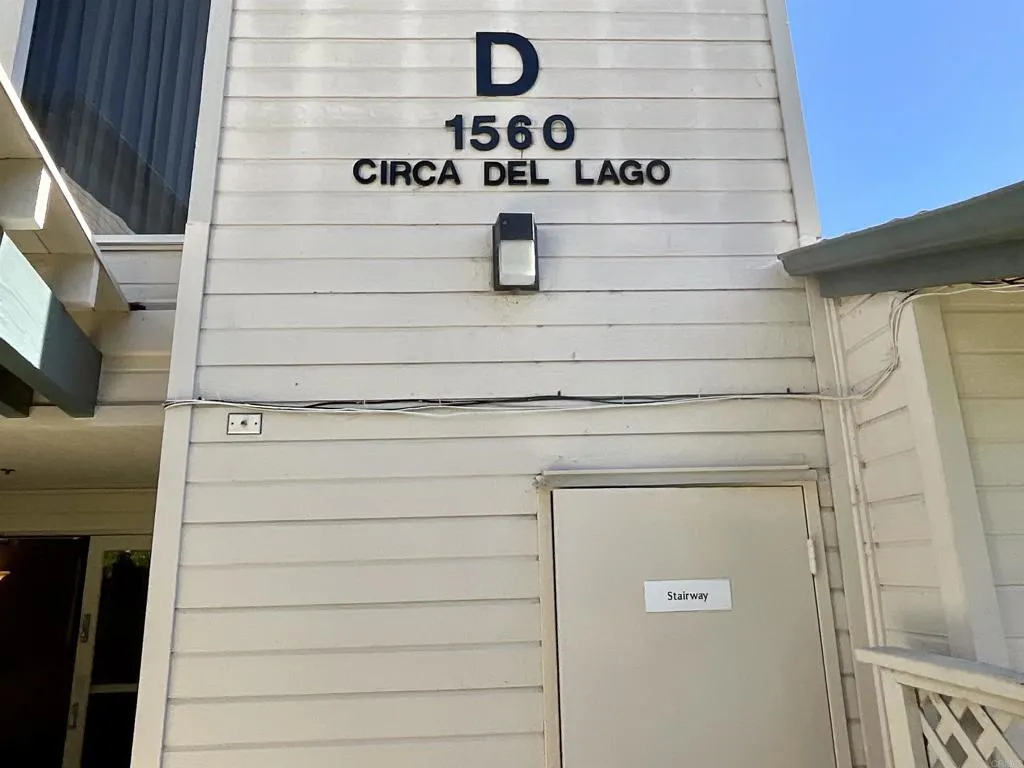 D
1560
CIRCA DEL LAGO
Stairway